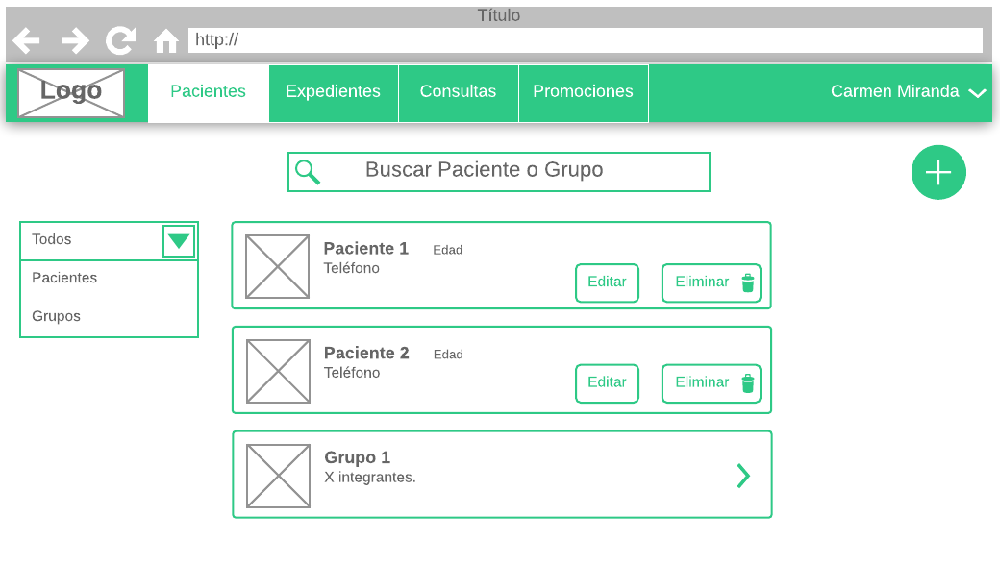 Título
http://
Logo
Pacientes
Expedientes
Consultas
Promociones
Carmen Miranda
Buscar Paciente o Grupo
Todos
Pacientes
Grupos
Paciente 1 Edad
Teléfono
Editar
Eliminar
Paciente 2 Edad
Teléfono
Editar
Eliminar
Grupo 1
X integrantes.